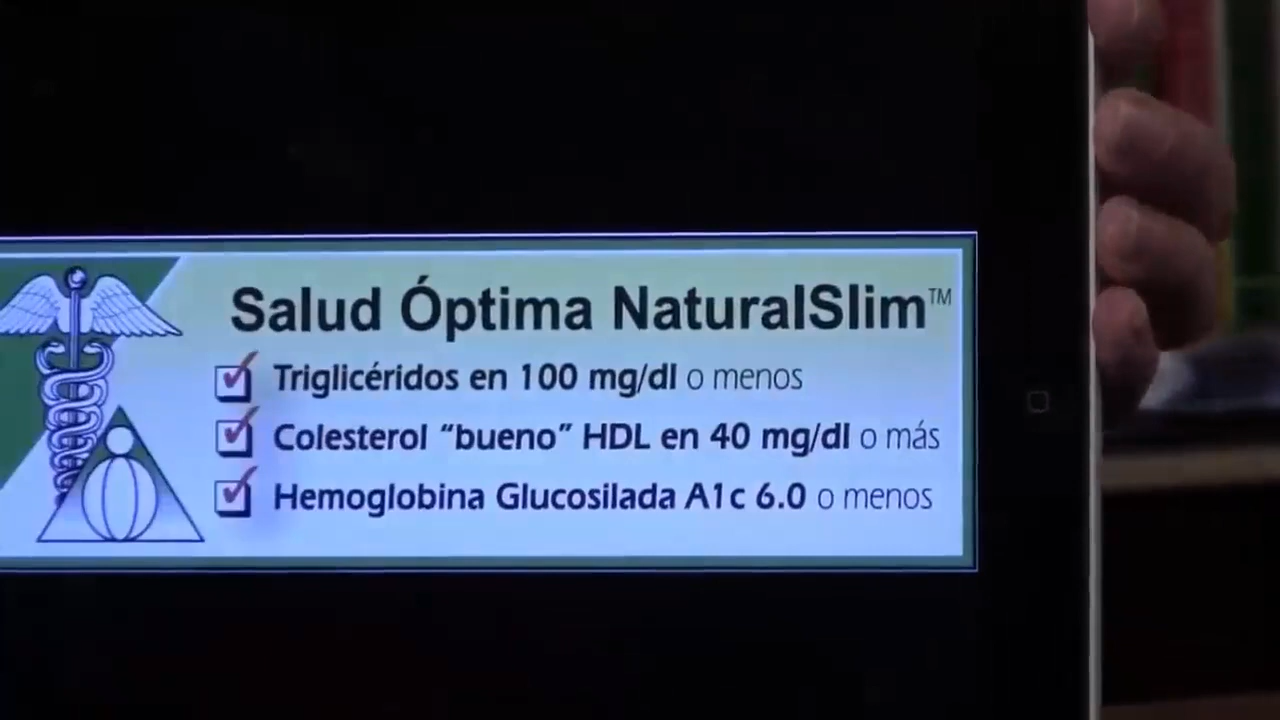 Salud Óptima NaturalSlim™
Triglicéridos en 100 mg/dl o menos
Colesterol “bueno” HDL en 40 mg/dl o más
Hemoglobina Glucosilada A1c 6.0 o menos